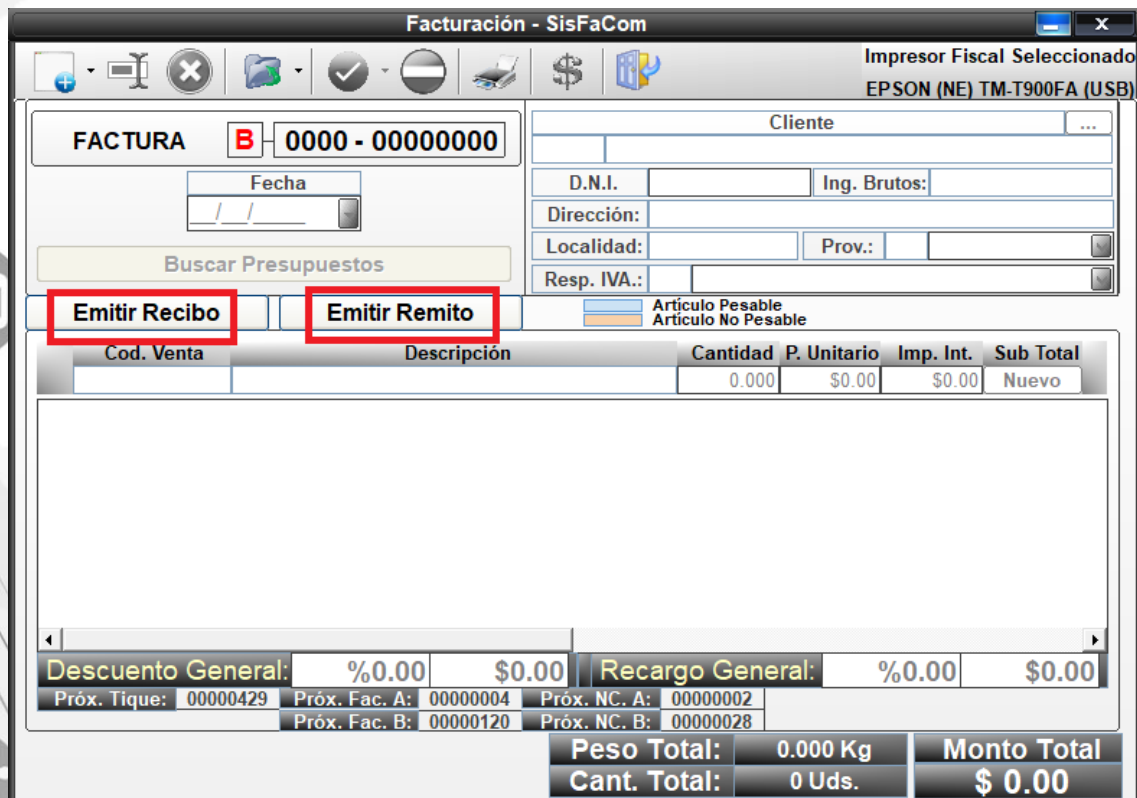 Facturación - SisFaCom
x
Impresor Fiscal Seleccionado
EPSON (NE) TM-T900FA (USB)
FACTURA B 0000 - 00000000
Fecha
__/__/____
Buscar Presupuestos
Cliente ...
D.N.I. Ing. Brutos:
Dirección:
Localidad: Prov.:
Resp. IVA.:
Emitir Recibo Emitir Remito
Artículo Pesable
Artículo No Pesable
Cod. Venta Descripción Cantidad P. Unitario Imp. Int. Sub Total
0.000 $0.00 $0.00 Nuevo
Descuento General: %0.00 $0.00 Recargo General: %0.00 $0.00
Próx. Tique: 00000429 Próx. Fac. A: 00000004 Próx. NC. A: 00000002
Próx. Fac. B: 00000120 Próx. NC. B: 00000028
Peso Total: 0.000 Kg Monto Total
Cant. Total: 0 Uds. $ 0.00